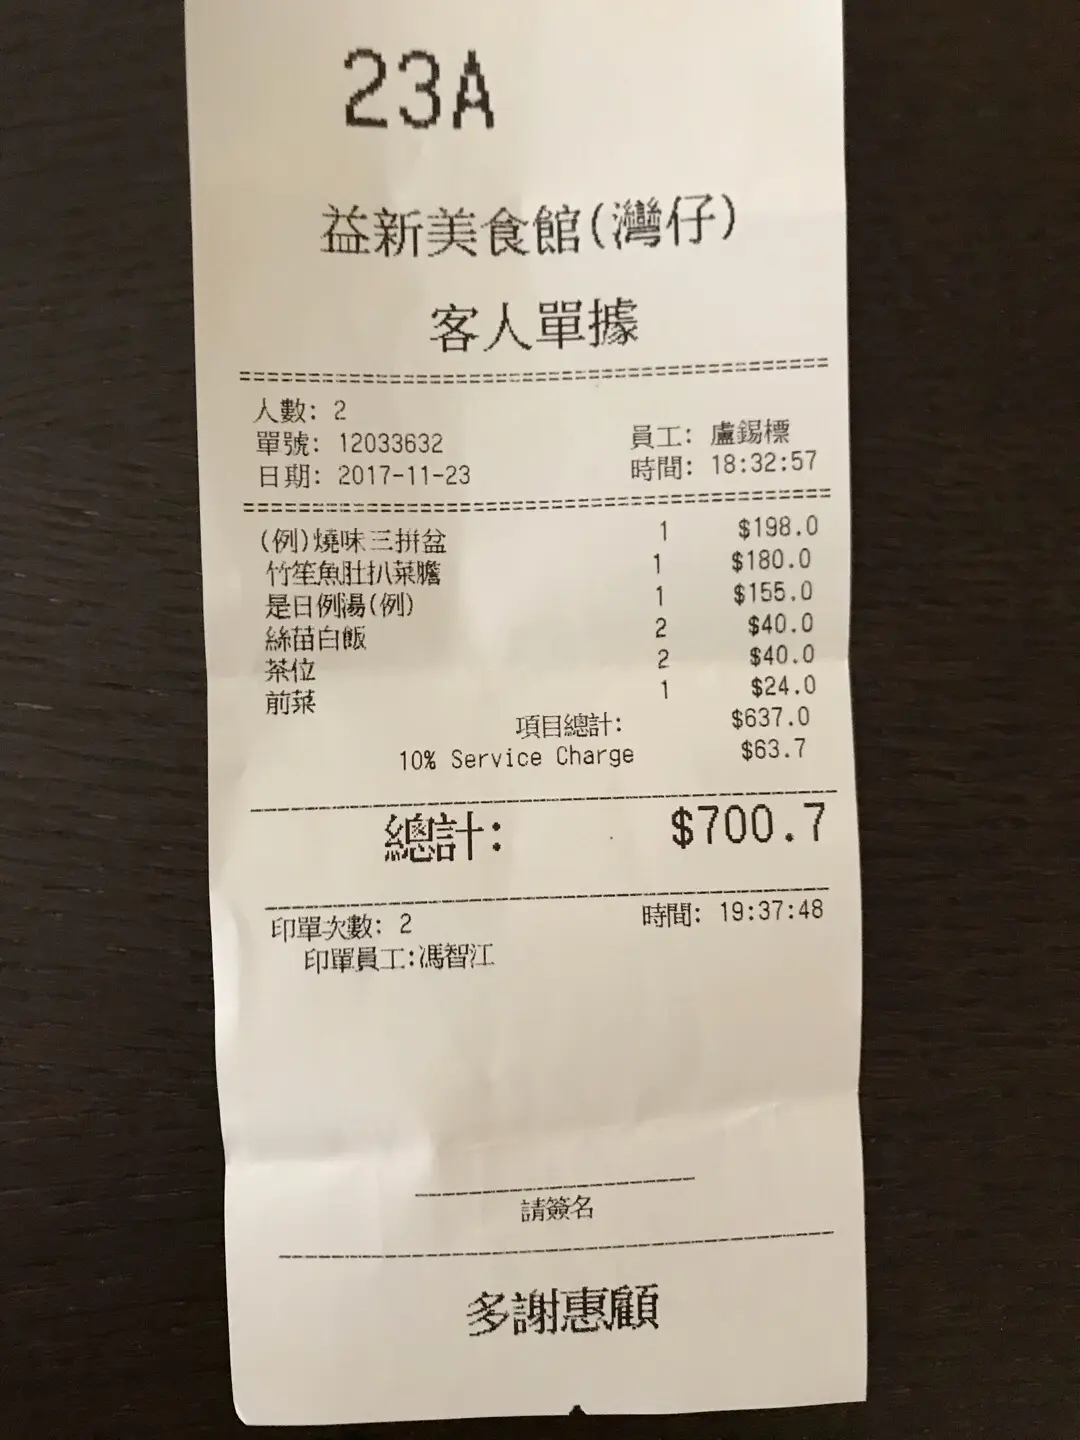 23A
益新美食館(灣仔)
客人單據
人數: 2
單號: 12033632 員工: 盧錫標
日期: 2017-11-23 時間: 18:32:57
(例)燒味三拼盆 1 $198.0
竹笙魚肚扒菜膽 1 $180.0
是日例湯(例) 1 $155.0
絲苗白飯 2 $40.0
茶位 2 $40.0
前菜 1 $24.0
項目總計: $637.0
10% Service Charge $63.7
總計: $700.7
印單次數: 2 時間: 19:37:48
印單員工:馮智江
請簽名
多謝惠顧